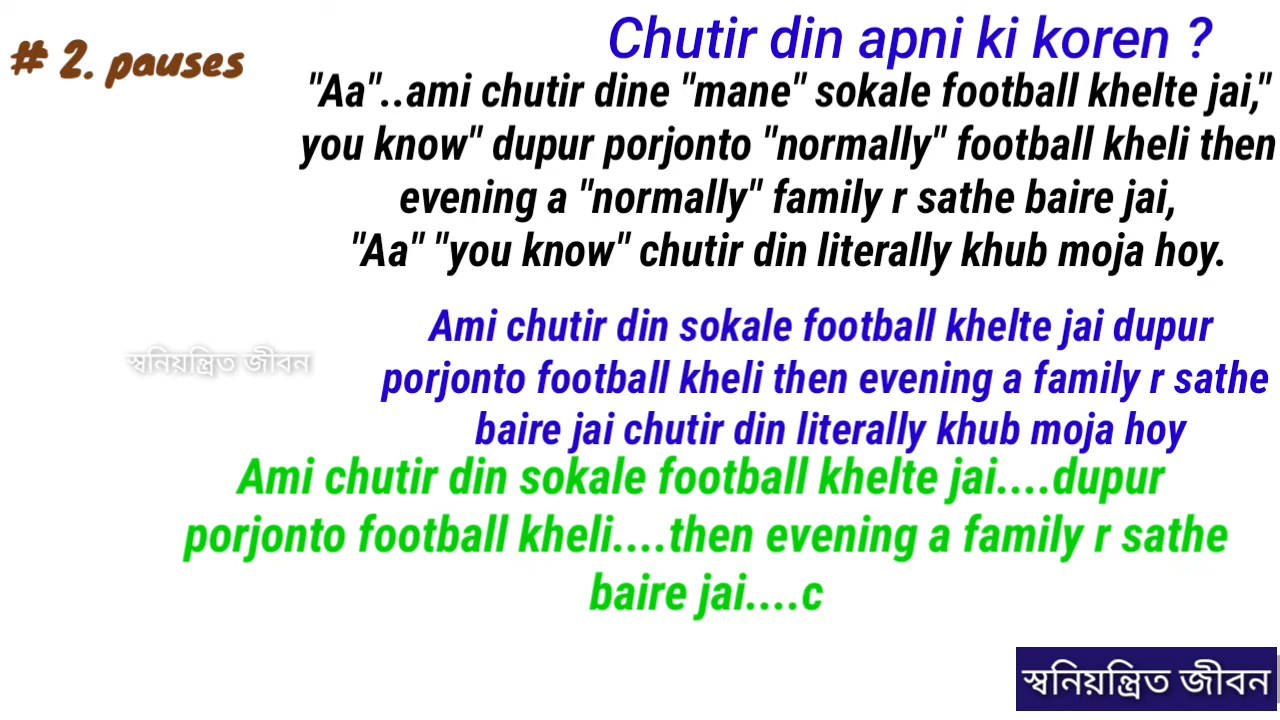 # 2. pauses
Chutir din apni ki koren ?
"Aa"..ami chutir dine "mane" sokale football khelte jai,"
you know" dupur porjonto "normally" football kheli then
evening a "normally" family r sathe baire jai,
"Aa" "you know" chutir din literally khub moja hoy.
Ami chutir din sokale football khelte jai dupur
porjonto football kheli then evening a family r sathe
baire jai chutir din literally khub moja hoy
স্বনিয়ন্ত্রিত জীবন
Ami chutir din sokale football khelte jai....dupur
porjonto football kheli....then evening a family r sathe
baire jai....c
স্বনিয়ন্ত্রিত জীবন